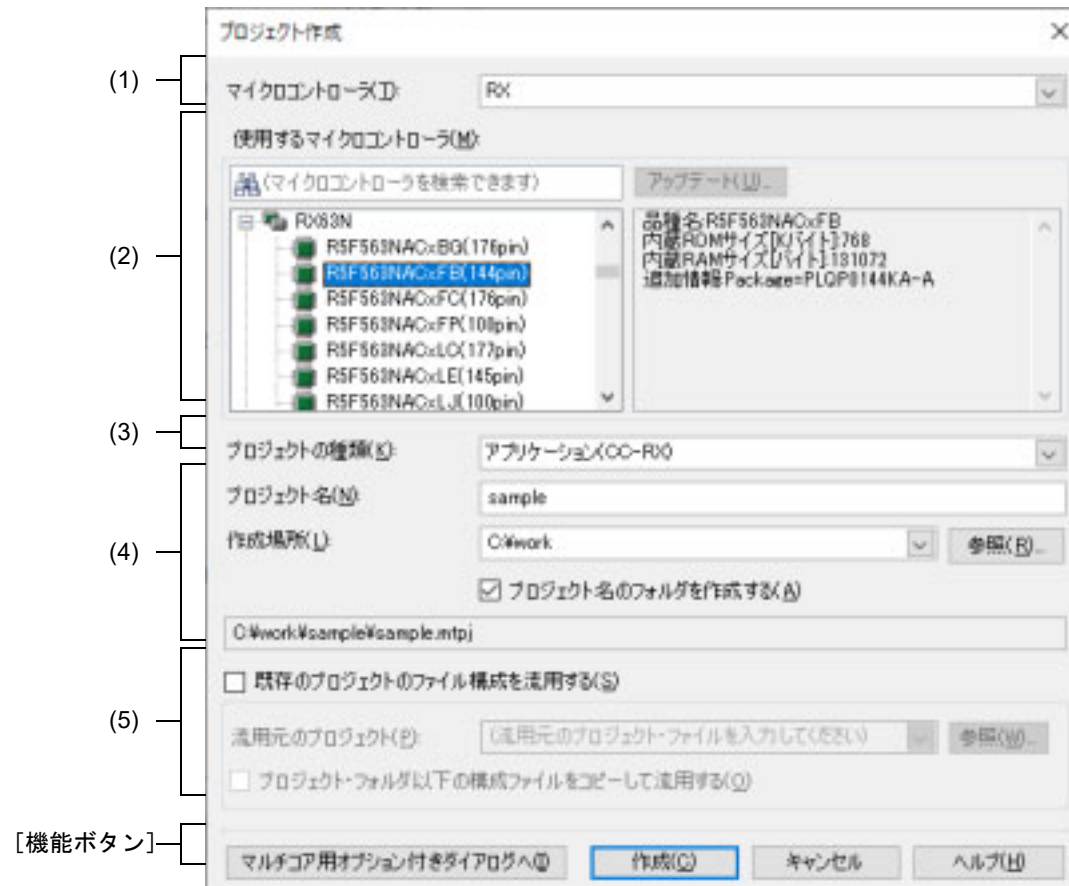 プロジェクト作成
(1)
マイクロコントローラ(T):
RX
(2)
使用するマイクロコントローラ(M):
(マイクロコントローラを検索できます)
アップデート(U)...
RX63N
R5F563NACxBG(176pin)
R5F563NACxFB(144pin)
R5F563NACxFC(176pin)
R5F563NACxFP(100pin)
R5F563NACxLC(177pin)
R5F563NACxLE(145pin)
R5F563NACxLJ(100pin)
品種名:R5F563NACxFB
内蔵ROMサイズ[Kバイト]:768
内蔵RAMサイズ[バイト]:131072
追加情報:Package=PLQP0144KA-A
(3)
プロジェクトの種類(K):
アプリケーション(CC-RX)
(4)
プロジェクト名(N):
sample
作成場所(L):
C:¥work
参照(R)...
プロジェクト名のフォルダを作成する(A)
C:¥work¥sample¥sample.mtpj
(5)
既存のプロジェクトのファイル構成を流用する(S)
流用元のプロジェクト(P):
(流用元のプロジェクト・ファイルを入力してください)
参照(W)...
プロジェクト・フォルダ以下の構成ファイルをコピーして流用する(O)
[機能ボタン]
マルチコア用オプション付きダイアログへ(I)
作成(C)
キャンセル
ヘルプ(H)